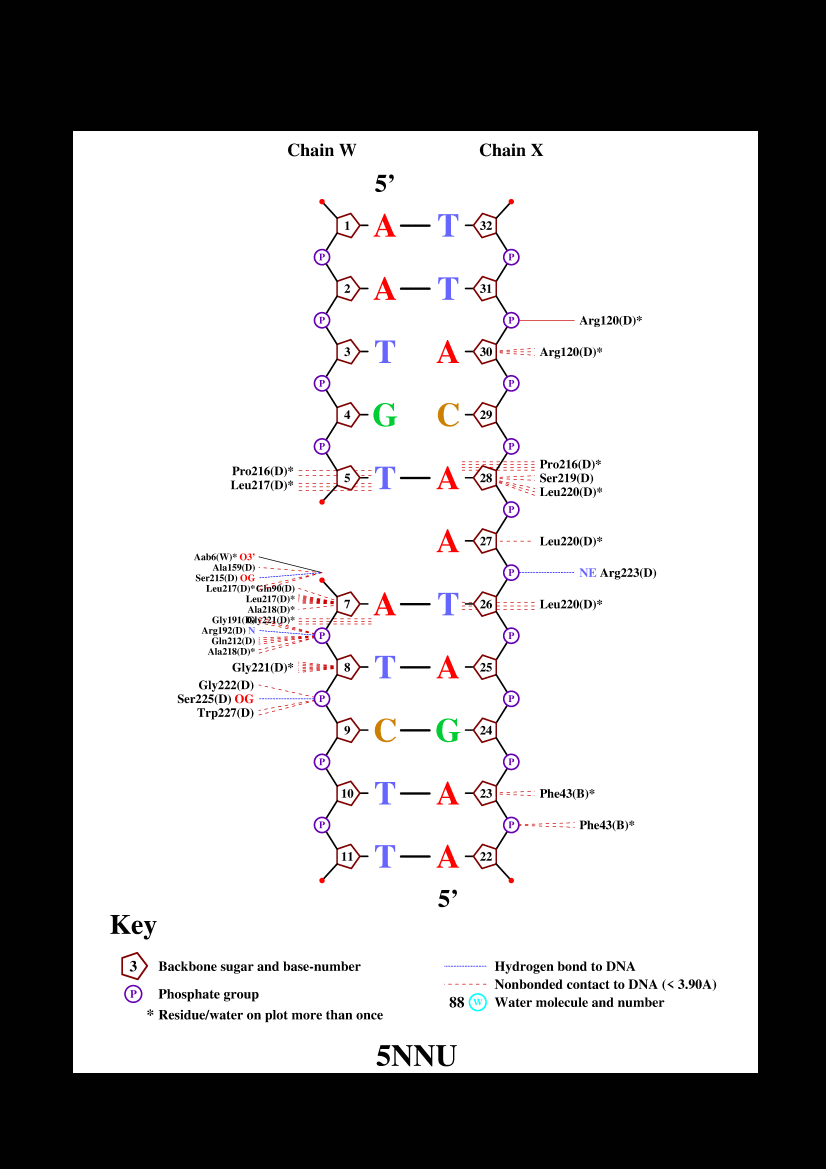 Chain W Chain X
5’
1 A T 32
P P
2 A T 31
P P Arg120(D)*
3 T A 30 Arg120(D)*
P P
4 G C 29
P P
Pro216(D)* Pro216(D)*
5 T A 28 Ser219(D)
Leu217(D)* Leu220(D)*
P
A 27 Leu220(D)*
Aab6(W)* O3'
Ala159(D)
P NE Arg223(D)
Ser215(D) OG
Leu217(D)* Gln90(D)
Leu217(D)*
7 A T 26 Leu220(D)*
Ala218(D)*
Gly191(D) Gly221(D)*
Arg192(D) N
P P
Gln212(D)
Ala218(D)*
Gly221(D)* 8 T A 25
Gly222(D)
Ser225(D) OG P P
Trp227(D)
9 C G 24
P P
10 T A 23 Phe43(B)*
P P Phe43(B)*
11 T A 22
5’
Key
3 Backbone sugar and base-number
Hydrogen bond to DNA
Nonbonded contact to DNA (< 3.90A)
P Phosphate group
88 W Water molecule and number
* Residue/water on plot more than once
5NNU